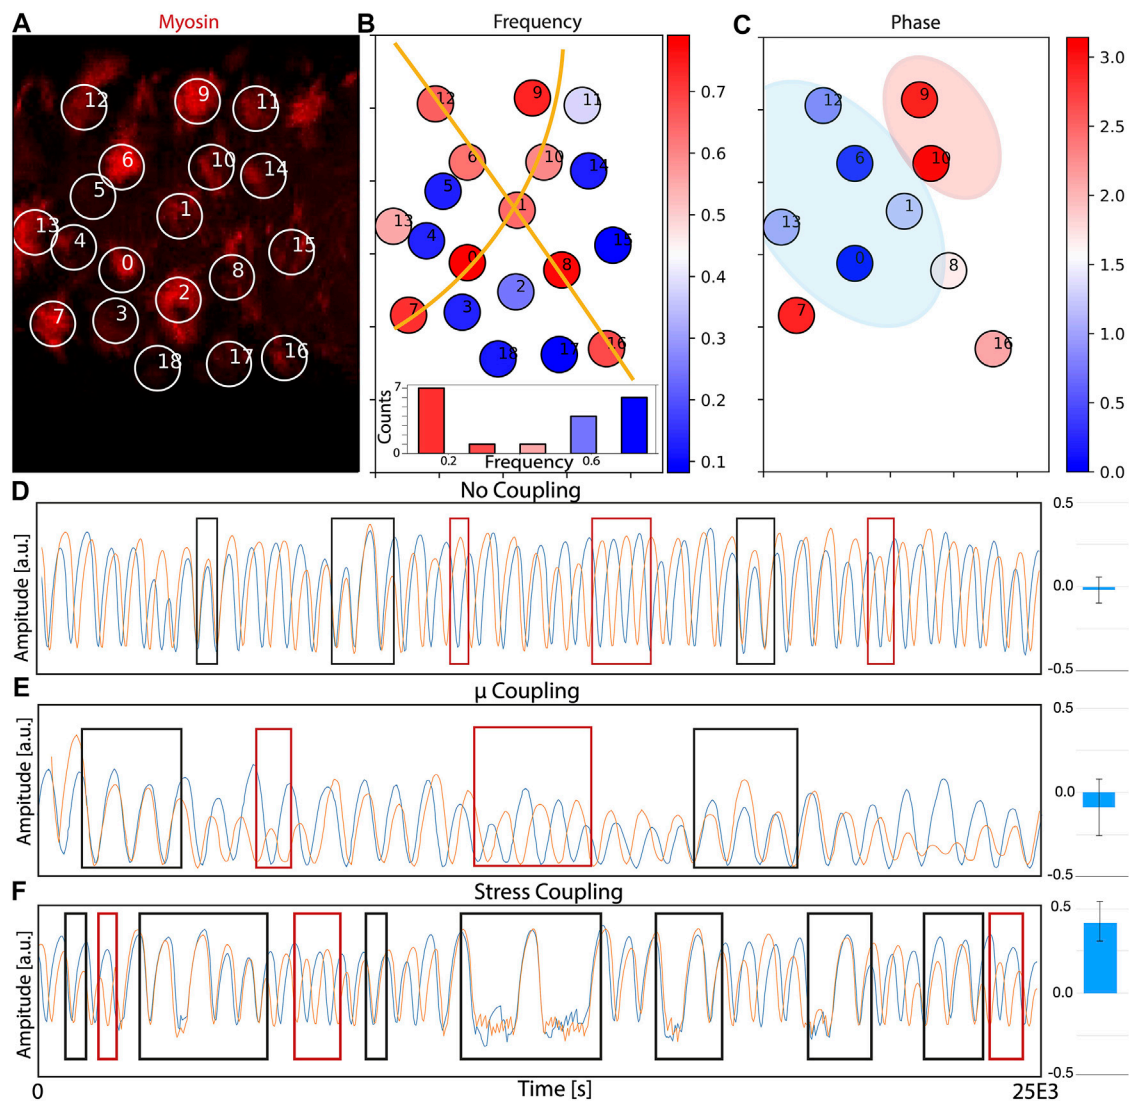 A Myosin B Frequency C Phase
12 9 11
6 10 14
5
1
13 4 15
0 8
2
7 3
18 17 16
12 9 11
6 10 14
5
1
13 4 15
0 8
2
7 3
18 17 16
7
Counts
0
0.2 0.6
Frequency
0.7
0.6
0.5
0.4
0.3
0.2
0.1
12 9
6 10
1
13
0 8
7
16
3.0
2.5
2.0
1.5
1.0
0.5
0.0
D No Coupling
Ampitude [a.u.]
0.5
0.0
-0.5
E μ Coupling
Amplitude [a.u.]
0.5
0.0
-0.5
F Stress Coupling
Amplitude [a.u.]
0.5
0.0
-0.5
0 Time [s] 25E3